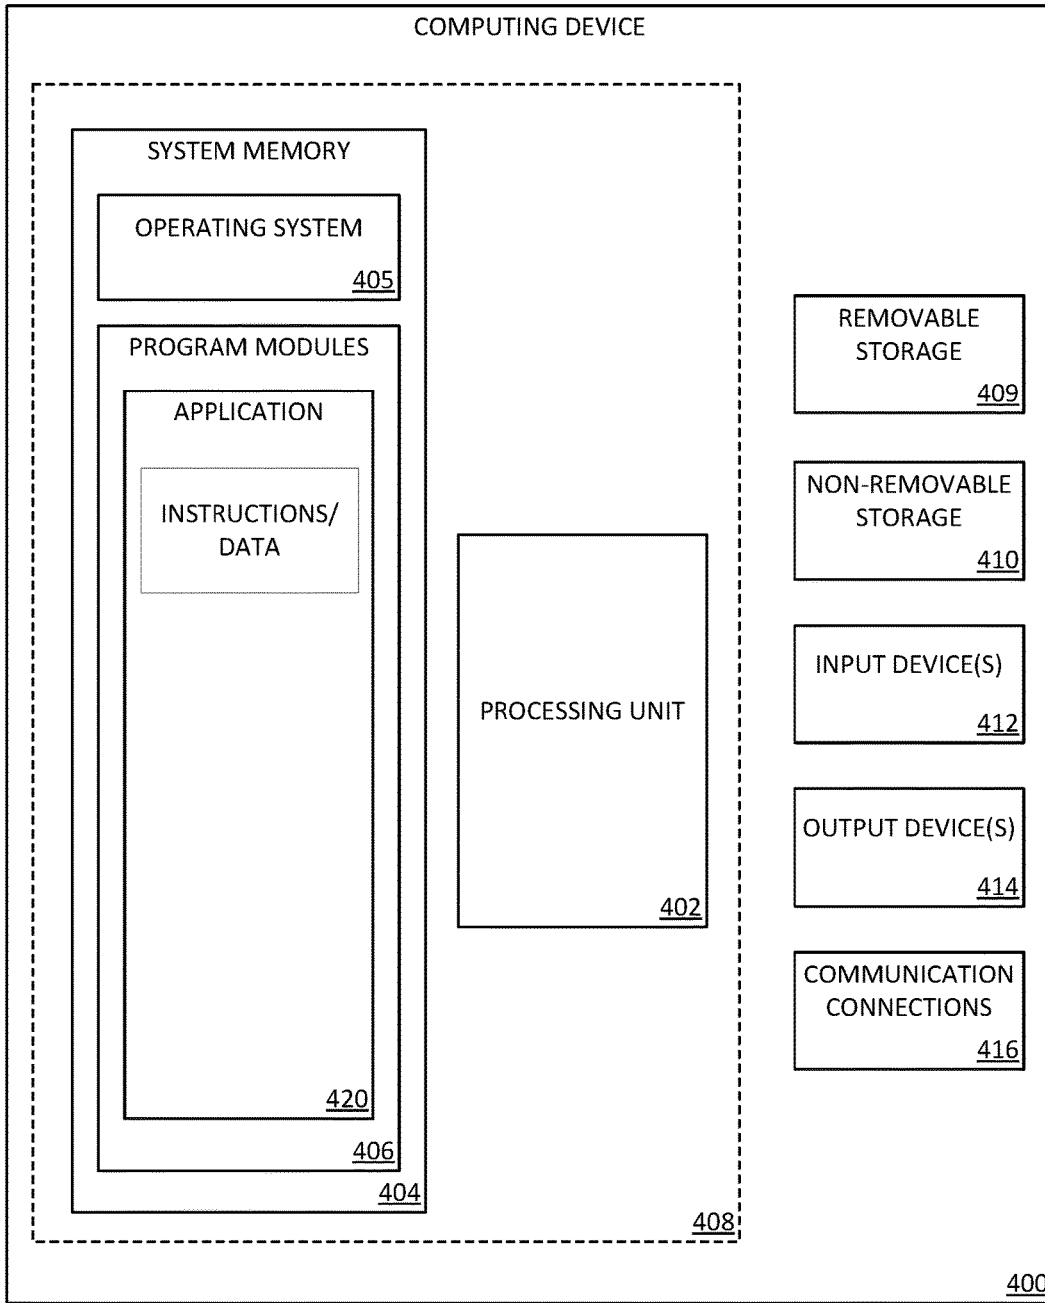 COMPUTING DEVICE
SYSTEM MEMORY
OPERATING SYSTEM
405
PROGRAM MODULES
APPLICATION
INSTRUCTIONS/
DATA
420
406
404
PROCESSING UNIT
402
408
REMOVABLE
STORAGE
409
NON-REMOVABLE
STORAGE
410
INPUT DEVICE(S)
412
OUTPUT DEVICE(S)
414
COMMUNICATION
CONNECTIONS
416
400